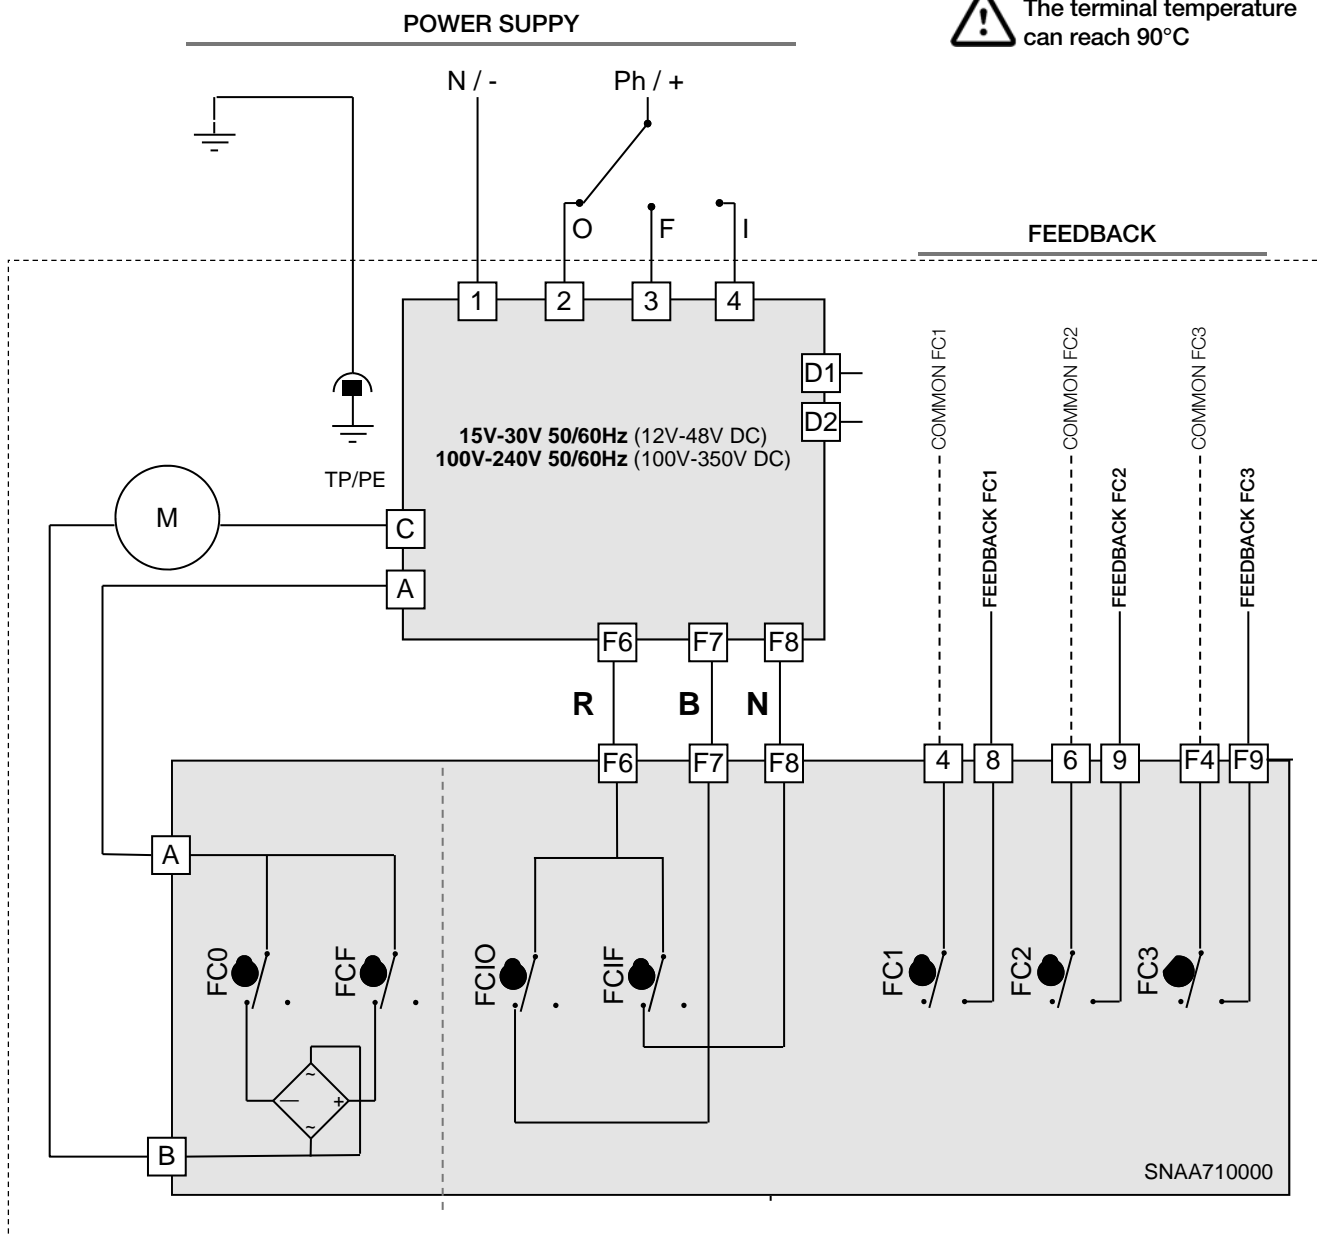 POWER SUPPY
The terminal temperature
can reach 90°C
N / -
Ph / +
O
F
I
FEEDBACK
1
2
3
4
D1
D2
COMMON FC1
COMMON FC2
COMMON FC3
15V-30V 50/60Hz (12V-48V DC)
100V-240V 50/60Hz (100V-350V DC)
TP/PE
M
C
A
FEEDBACK FC1
FEEDBACK FC2
FEEDBACK FC3
F6
F7
F8
R
B
N
F6
F7
F8
4
8
6
9
F4
F9
A
FC0
FCF
FCIO
FCIF
FC1
FC2
FC3
~
—
+
~
B
SNAA710000